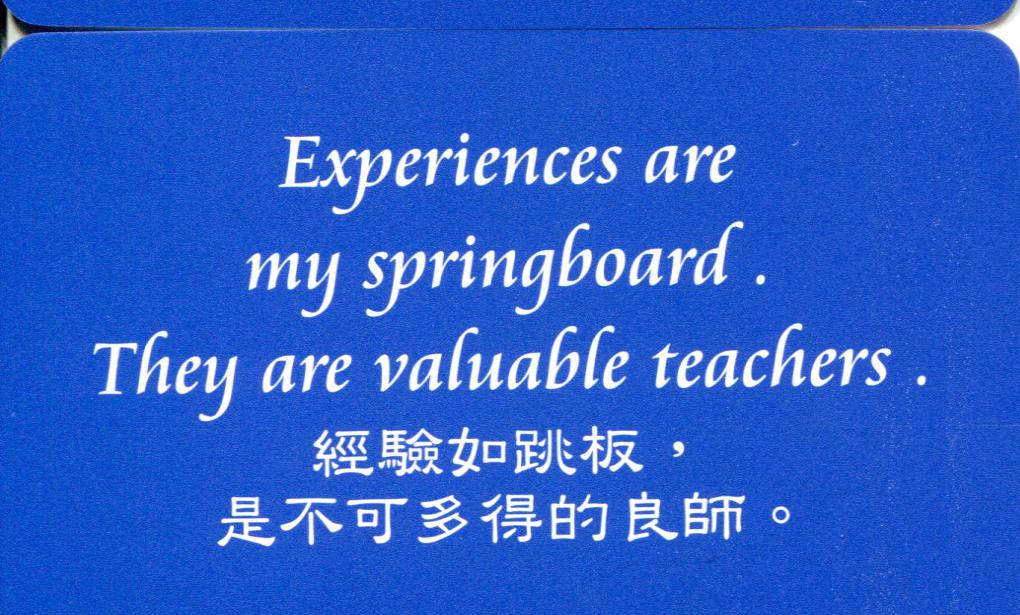 Experiences are
my springboard .
They are valuable teachers .
經驗如跳板，
是不可多得的良師。